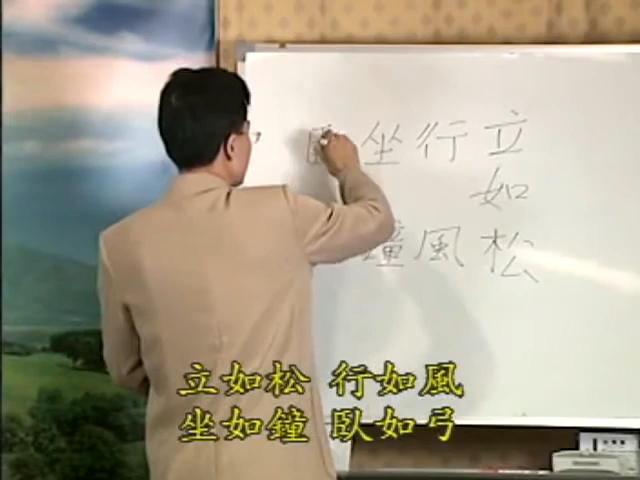 立如松
行風
坐鐘
立如松 行如風
坐如鐘 臥如弓